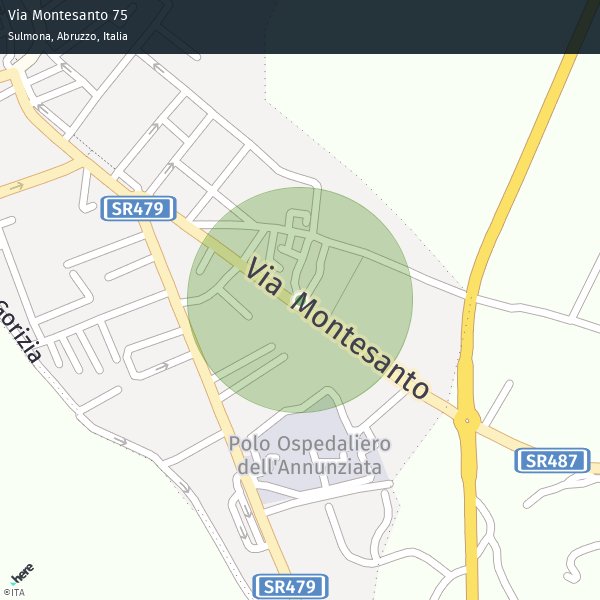 Via Montesanto 75
Sulmona, Abruzzo, Italia
SR479
Via Montesanto
Gorizia
Polo Ospedaliero
dell'Annunziata
SR487
SR479
here
©ITA